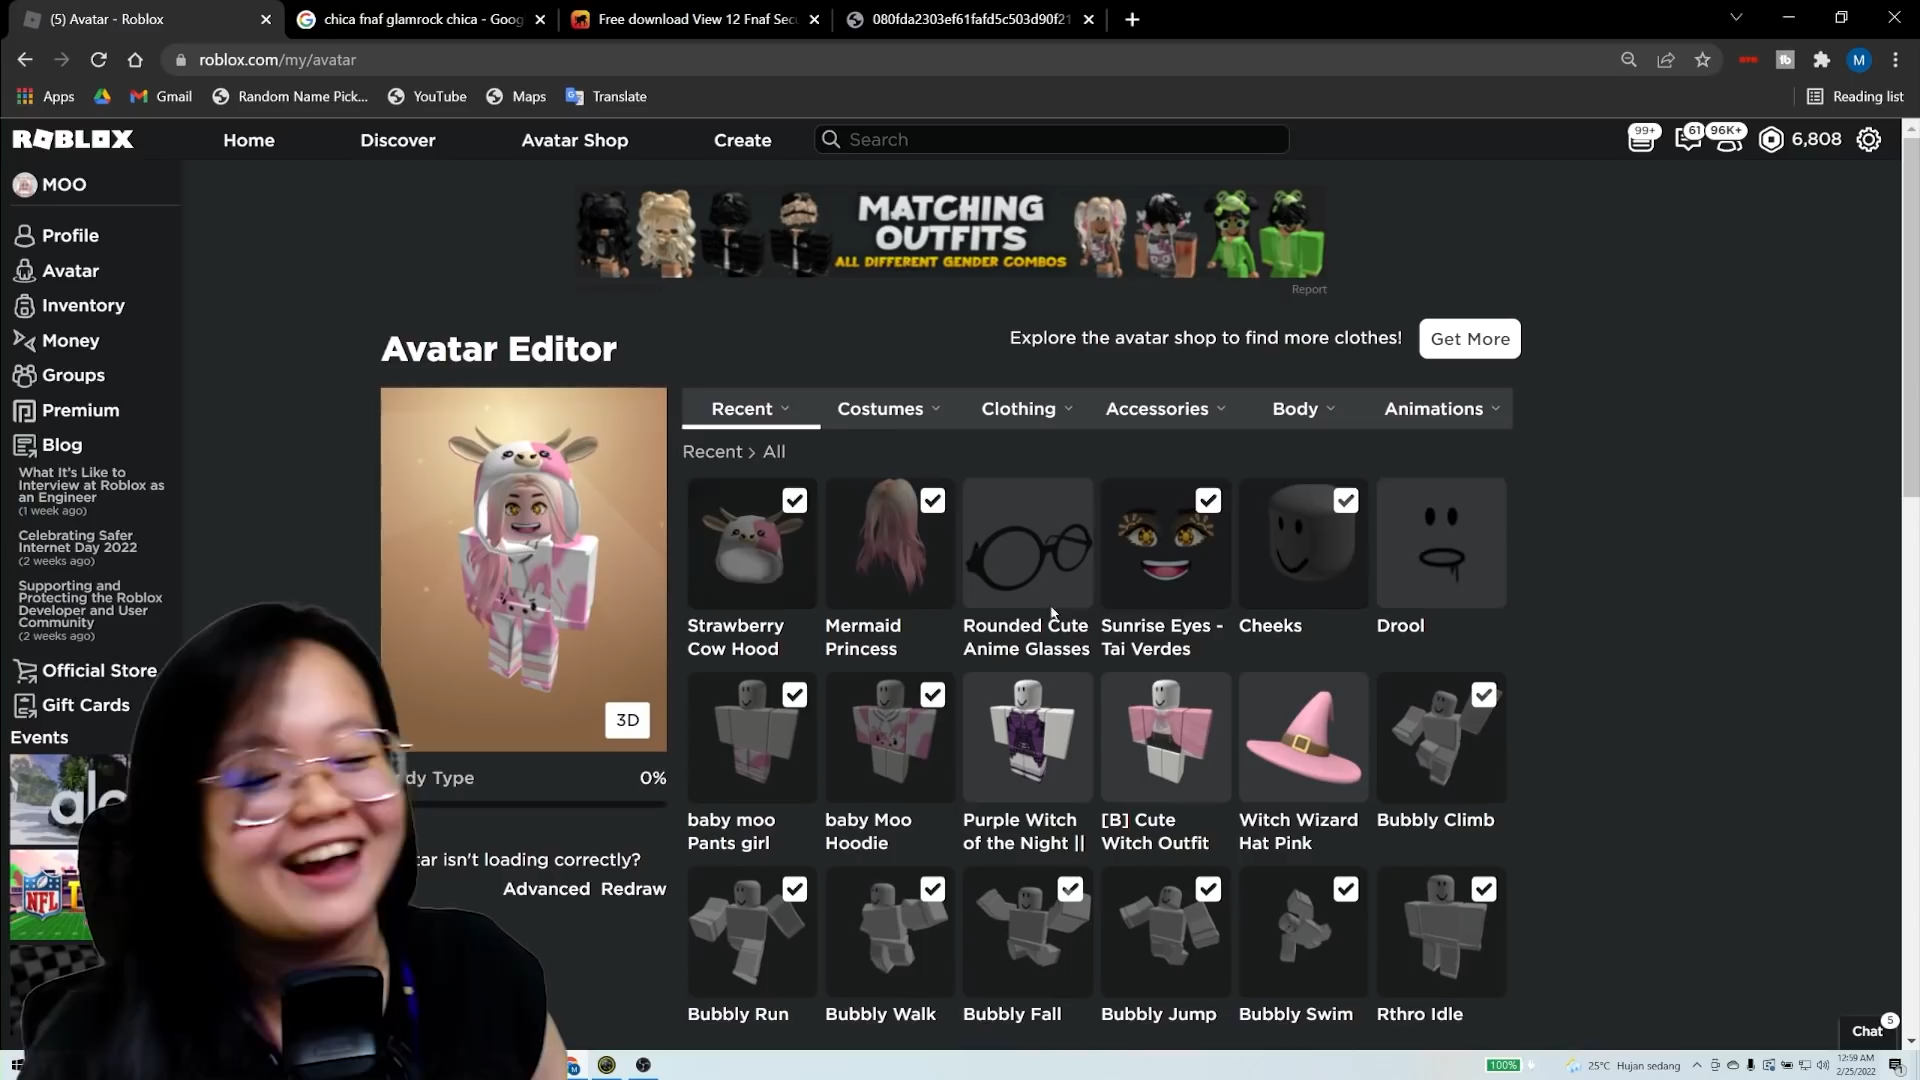 (5) Avatar - Roblox
chica fnaf glamrock chica - Goog
Free download View 12 Fnaf Secu
080fda2303ef61fafd5c503d90f21
roblox.com/my/avatar
M
Apps
Gmail
Random Name Pick...
YouTube
Maps
Translate
Reading list
ROBLOX
Home
Discover
Avatar Shop
Create
Search
99+
61
96K+
6,808
MOO
Profile
Avatar
Inventory
Money
Groups
Premium
Blog
What It's Like to
Interview at Roblox as
an Engineer
(1 week ago)
Celebrating Safer
Internet Day 2022
(2 weeks ago)
Supporting and
Protecting the Roblox
Developer and User
Community
(2 weeks ago)
Official Store
Gift Cards
Events
NFL
MATCHING
OUTFITS
ALL DIFFERENT GENDER COMBOS
Report
Avatar Editor
Explore the avatar shop to find more clothes!
Get More
3D
dy Type
0%
tar isn't loading correctly?
Advanced Redraw
Recent
Costumes
Clothing
Accessories
Body
Animations
Recent > All
Strawberry
Cow Hood
Mermaid
Princess
Rounded Cute
Anime Glasses
Sunrise Eyes -
Tai Verdes
Cheeks
Drool
baby moo
Pants girl
baby Moo
Hoodie
Purple Witch
of the Night ||
[B] Cute
Witch Outfit
Witch Wizard
Hat Pink
Bubbly Climb
Bubbly Run
Bubbly Walk
Bubbly Fall
Bubbly Jump
Bubbly Swim
Rthro Idle
Chat
5
100%
25°C Hujan sedang
12:59 AM
2/25/2022